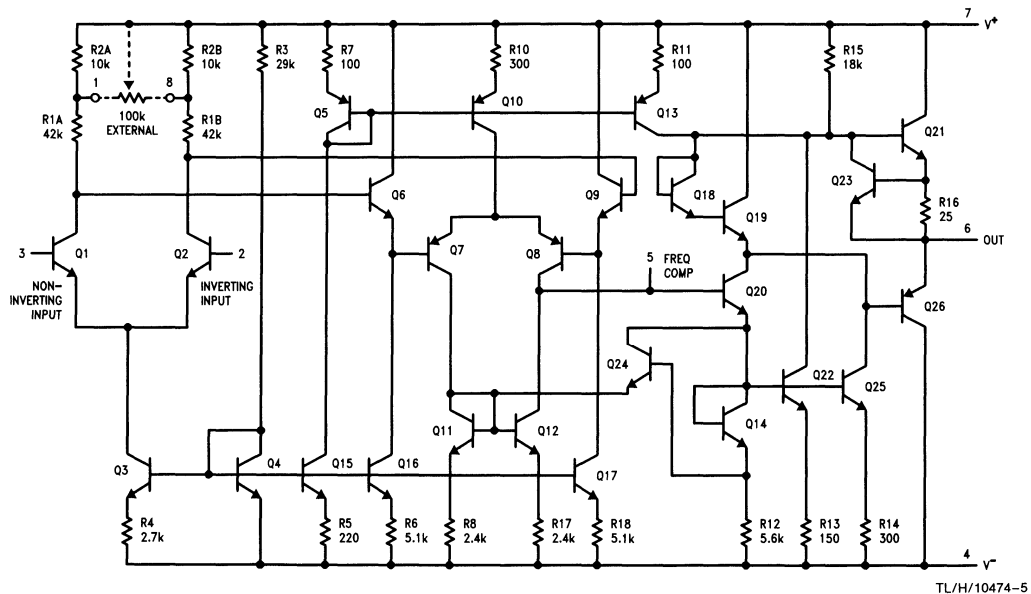 7 V+
R2A
10k
R2B
10k
R3
29k
R7
100
R10
300
R11
100
R15
18k
1
8
100k
EXTERNAL
R1A
42k
R1B
42k
Q5
Q10
Q13
Q21
Q23
R16
25
Q6
Q9
Q18
Q19
6
OUT
3
Q1
Q2
2
NON-
INVERTING
INPUT
INVERTING
INPUT
Q7
Q8
5 FREQ
COMP
Q20
Q26
Q24
Q22
Q25
Q11
Q12
Q14
Q3
Q4
Q15
Q16
Q17
R4
2.7k
R5
220
R6
5.1k
R8
2.4k
R17
2.4k
R18
5.1k
R12
5.6k
R13
150
R14
300
4 V-
TL/H/10474-5